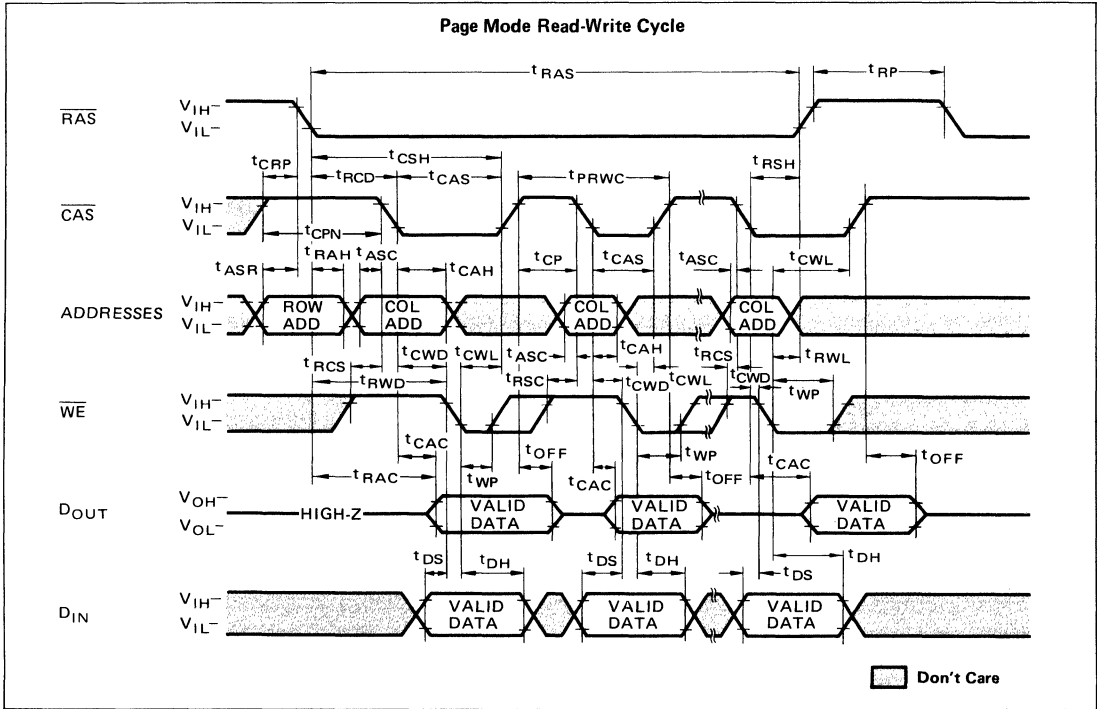 Page Mode Read-Write Cycle
tRAS
tRP
RAS
VIH–
VIL–
tCRP
tCSH
tRCD
tCAS
tPRWC
tRSH
CAS
VIH–
VIL–
tCPN
tASR
tRAH
tASC
tCAH
tCP
tCAS
tASC
tCWL
ADDRESSES
VIH–
VIL–
ROW ADD
COL ADD
COL ADD
COL ADD
tRCS
tCWD
tCWL
tASC
tCAH
tRCS
tRWL
tRWD
tRSC
tCWD
tCWL
tCWD
tWP
WE
VIH–
VIL–
tCAC
tRAC
tWP
tOFF
tCAC
tWP
tOFF
tCAC
tOFF
DOUT
VOH–
VOL–
HIGH-Z
VALID DATA
VALID DATA
VALID DATA
tDS
tDH
tDS
tDH
tDS
tDH
DIN
VIH–
VIL–
VALID DATA
VALID DATA
VALID DATA
Don't Care